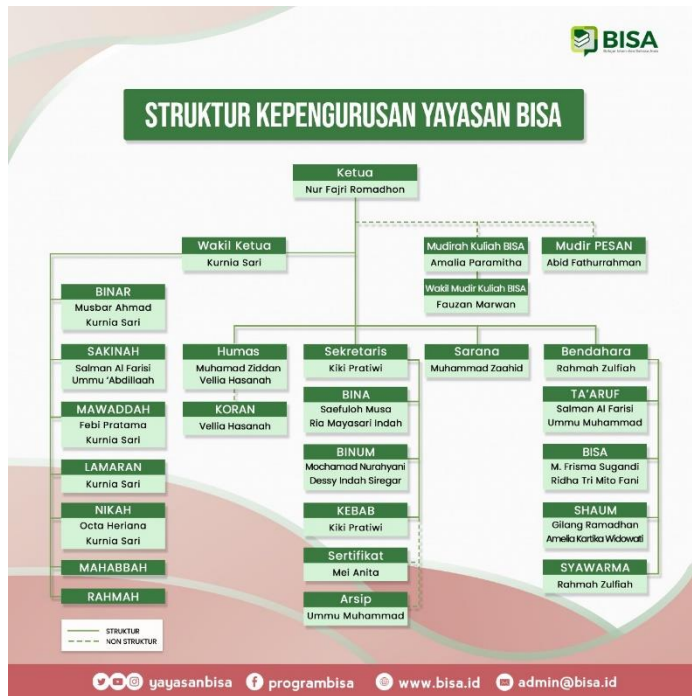 BISA
STRUKTUR KEPENGURUSAN YAYASAN BISA
Ketua
Nur Fajri Romadhon
Wakil Ketua
Kurnia Sari
Mudirah Kuliah BISA
Amalia Paramitha
Wakil Mudir Kuliah BISA
Fauzan Marwan
Mudir PESAN
Abid Fathurrahman
BINAR
Musbar Ahmad
Kurnia Sari
SAKINAH
Salman Al Farisi
Ummu 'Abdillaah
MAWADDAH
Febi Pratama
Kurnia Sari
LAMARAN
Kurnia Sari
NIKAH
Octa Heriana
Kurnia Sari
MAHABBAH
RAHMAH
Humas
Muhamad Ziddan
Vellia Hasanah
KORAN
Vellia Hasanah
Sekretaris
Kiki Pratiwi
BINA
Saefuloh Musa
Ria Mayasari Indah
BINUM
Mochamad Nurahyani
Dessy Indah Siregar
KEBAB
Kiki Pratiwi
Sertifikat
Mei Anita
Arsip
Ummu Muhammad
Sarana
Muhammad Zaahid
Bendahara
Rahmah Zulfiah
TA'ARUF
Salman Al Farisi
Ummu Muhammad
BISA
M. Frisma Sugandi
Ridha Tri Mito Fani
SHAUM
Gilang Ramadhan
Amelia Kartika Widowati
SYAWARMA
Rahmah Zulfiah
STRUKTUR
NON STRUKTUR
yayasanbisa programbisa www.bisa.id admin@bisa.id